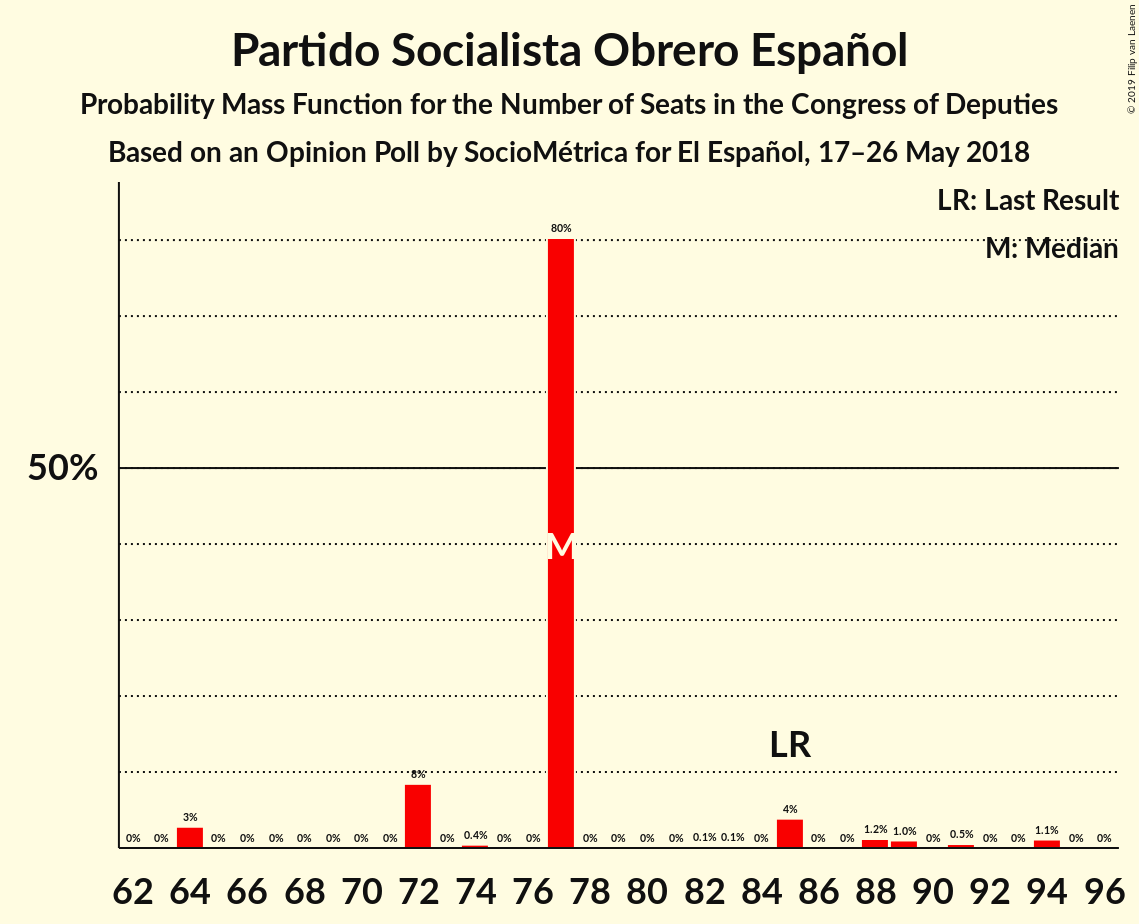 Partido Socialista Obrero Español
Probability Mass Function for the Number of Seats in the Congress of Deputies
Based on an Opinion Poll by SocioMétrica for El Español, 17–26 May 2018
© 2019 Filip van Laenen
LR: Last Result
M: Median
50%
0% 0% 3% 0% 0% 0% 0% 0% 0% 0% 8% 0% 0.4% 0% 0% 80% 0% 0% 0% 0% 0.1% 0.1% 0% 4% 0% 0% 1.2% 1.0% 0% 0.5% 0% 0% 1.1% 0% 0%
M
LR
62 64 66 68 70 72 74 76 78 80 82 84 86 88 90 92 94 96